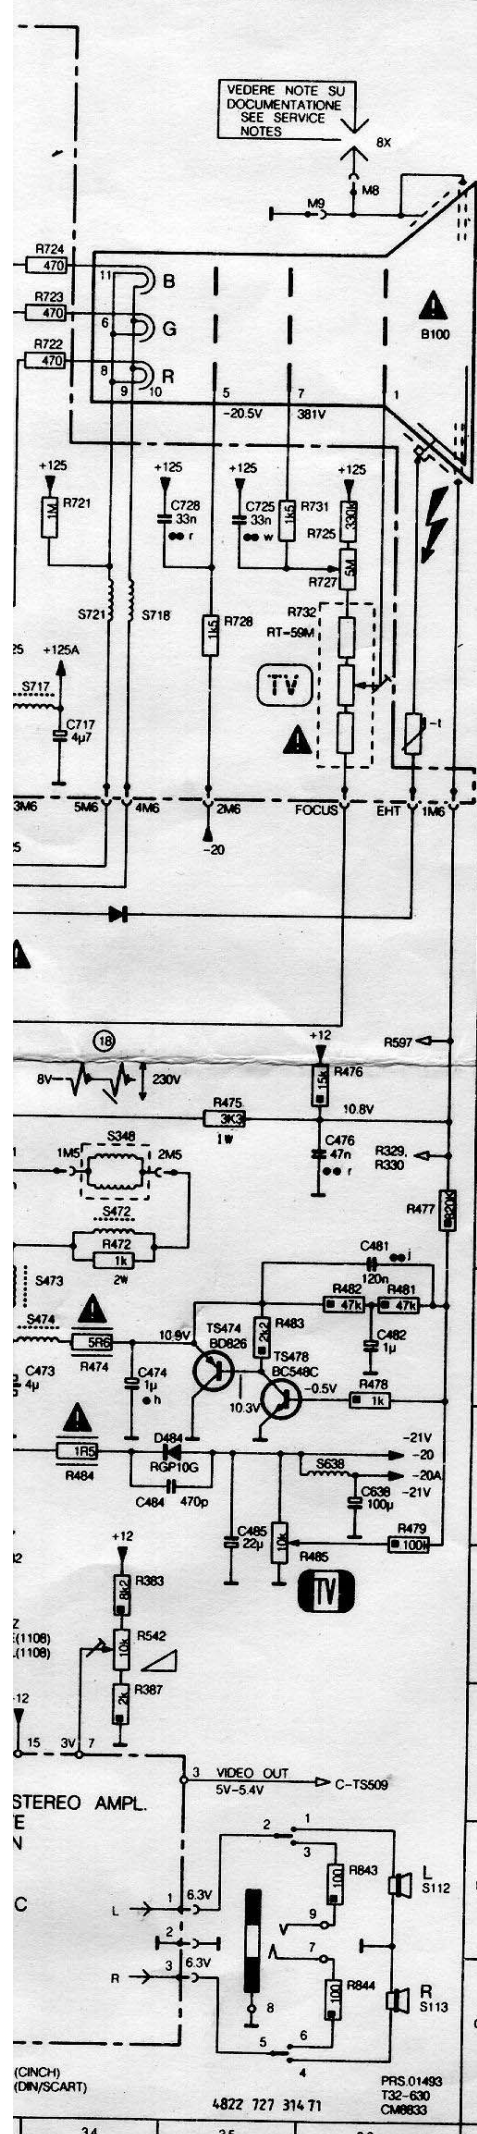 VEDERE NOTE SU
DOCUMENTATIONE
SEE SERVICE
NOTES
8X
M8
M9
R724
470
11
B
R723
470
6
G
B100
R722
470
8
R
9
10
5
7
1
-20.5V
381V
+125
+125
+125
+125
1M
R721
C728
33n
r
C725
33n
w
1k5
R731
330k
R725
5M
R727
S721
S718
1k5
R728
R732
RT-59M
+125A
S717
TV
C717
4µ7
-t
3M6
5M6
4M6
2M6
FOCUS
EHT
1M6
-20
18
8V
230V
+12
R597
15k
R476
R475
3K3
1W
10.8V
S348
1M5
2M5
C476
47n
r
R329,
R330
R477
820K
S472
R472
1k
2W
S473
C481
j
120n
S474
R482
47k
R481
47k
5R6
R474
10.9V
TS474
BD826
2k2
R483
C482
1µ
TS478
BC548C
C473
4µ
C474
1µ
h
10.3V
-0.5V
R478
1k
1R5
R484
D484
RGP10G
C484
470p
-21V
-20
S638
-20A
-21V
C638
100µ
C485
22µ
10k
R485
R479
100k
TV
+12
8k2
R383
10k
R542
2k
R387
(1108)
(1108)
-12
15
3V
7
3
VIDEO OUT
5V-5.4V
C-TS509
STEREO AMPL.
E
N
C
2
1
3
100
R843
L
S112
L
1
6.3V
9
2
7
R
3
6.3V
8
100
R844
R
S113
5
6
4
(CINCH)
(DIN/SCART)
4822 727 314 71
PRS.01493
T32-630
CM8833
34
35